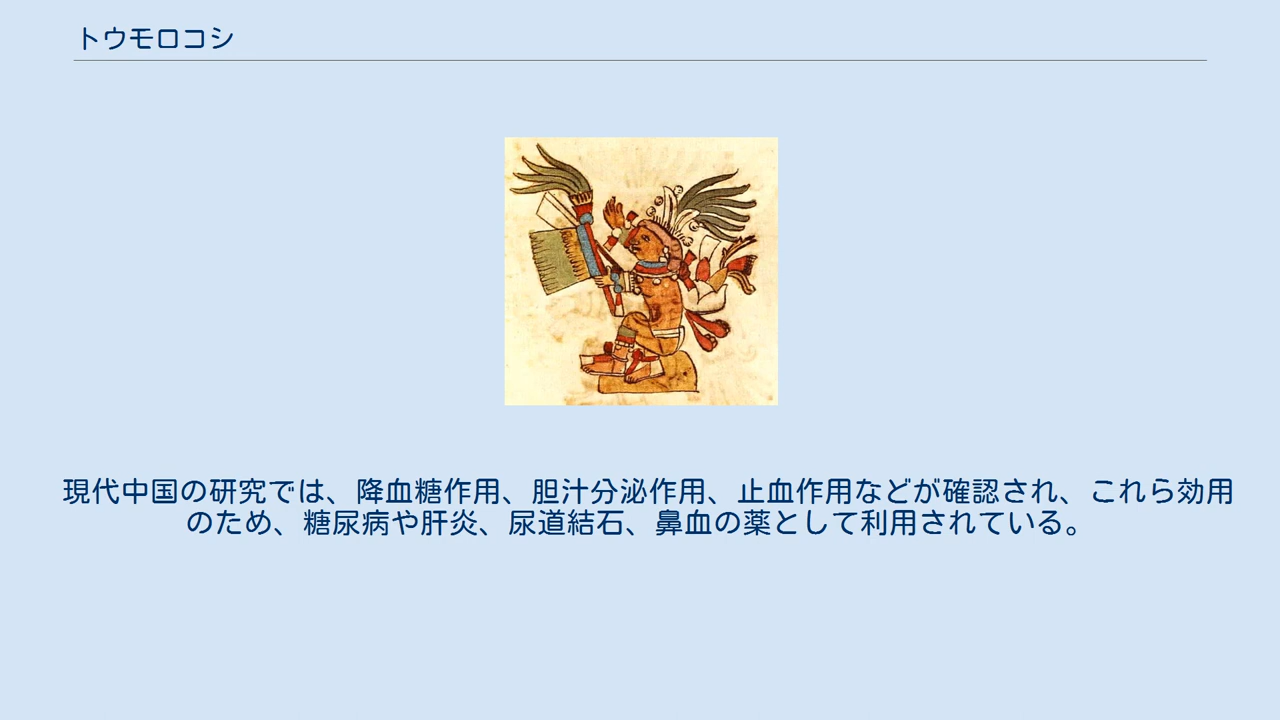 トウモロコシ
現代中国の研究では、降血糖作用、胆汁分泌作用、止血作用などが確認され、これら効用
のため、糖尿病や肝炎、尿道結石、鼻血の薬として利用されている。